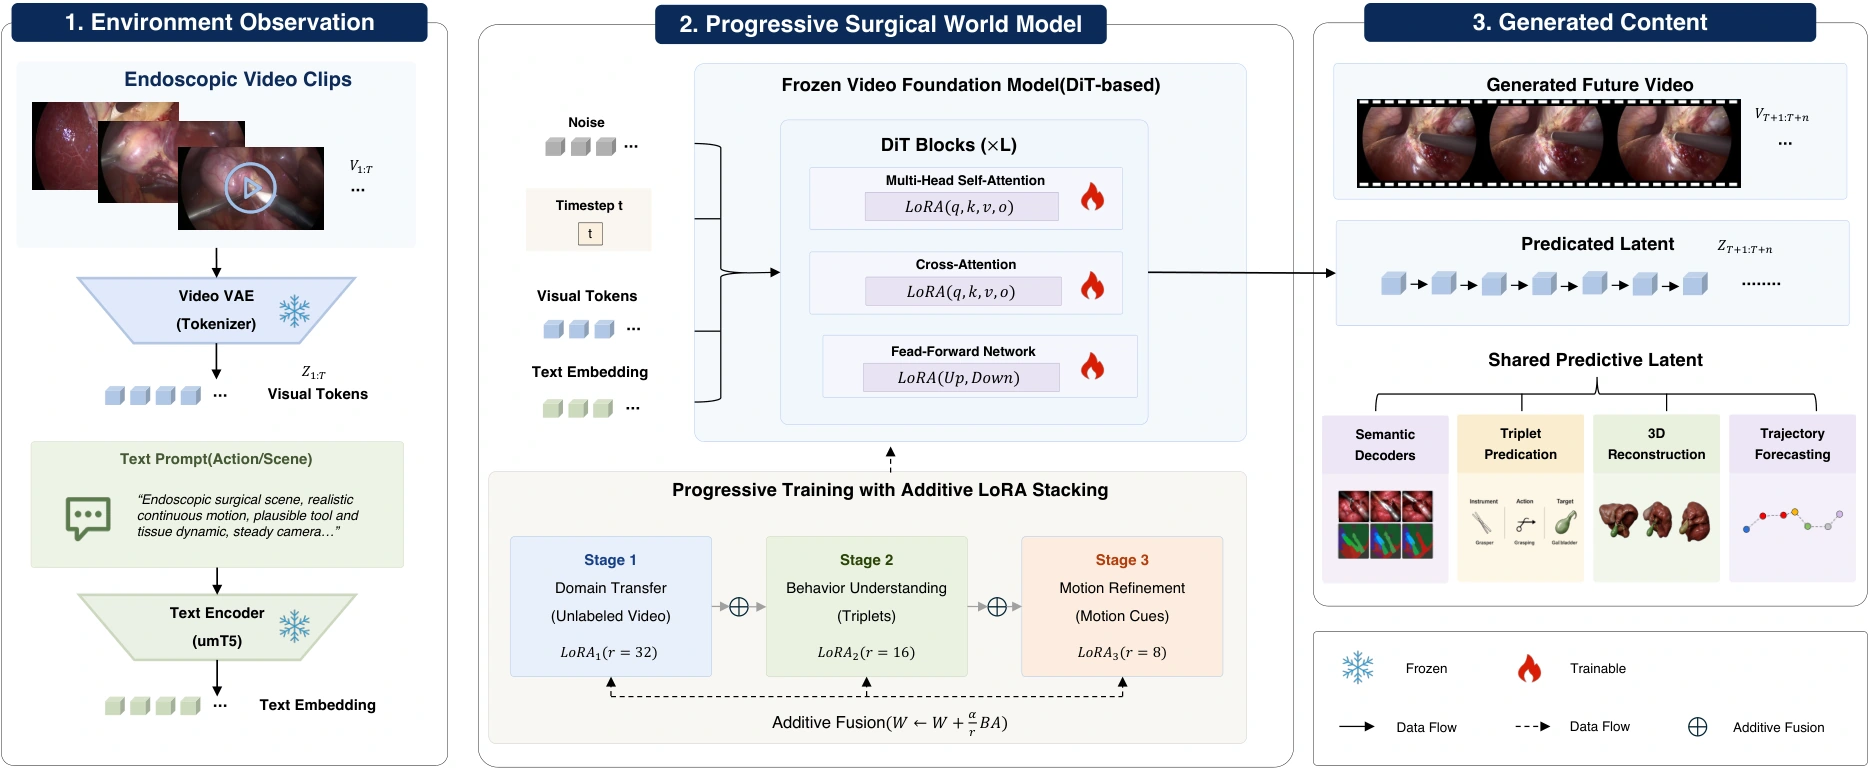 1. Environment Observation
Endoscopic Video Clips
V1:T
...
Video VAE
(Tokenizer)
Z1:T
...
Visual Tokens
Text Prompt(Action/Scene)
“Endoscopic surgical scene, realistic
continuous motion, plausible tool and
tissue dynamic, steady camera…”
Text Encoder
(umT5)
...
Text Embedding
2. Progressive Surgical World Model
Noise
...
Timestep t
t
Visual Tokens
...
Text Embedding
...
Frozen Video Foundation Model(DiT-based)
DiT Blocks (×L)
Multi-Head Self-Attention
LoRA(q, k, v, o)
Cross-Attention
LoRA(q, k, v, o)
Fead-Forward Network
LoRA(Up, Down)
Progressive Training with Additive LoRA Stacking
Stage 1
Domain Transfer
(Unlabeled Video)
LoRA1(r = 32)
Stage 2
Behavior Understanding
(Triplets)
LoRA2(r = 16)
Stage 3
Motion Refinement
(Motion Cues)
LoRA3(r = 8)
Additive Fusion(W ← W + α/r BA)
3. Generated Content
Generated Future Video
VT+1:T+n
...
Predicated Latent
ZT+1:T+n
........
Shared Predictive Latent
Semantic
Decoders
Triplet
Predication
Instrument Action Target
Grasper Grasping Gallbladder
3D
Reconstruction
Trajectory
Forecasting
Frozen
Trainable
Data Flow
Data Flow
Additive Fusion